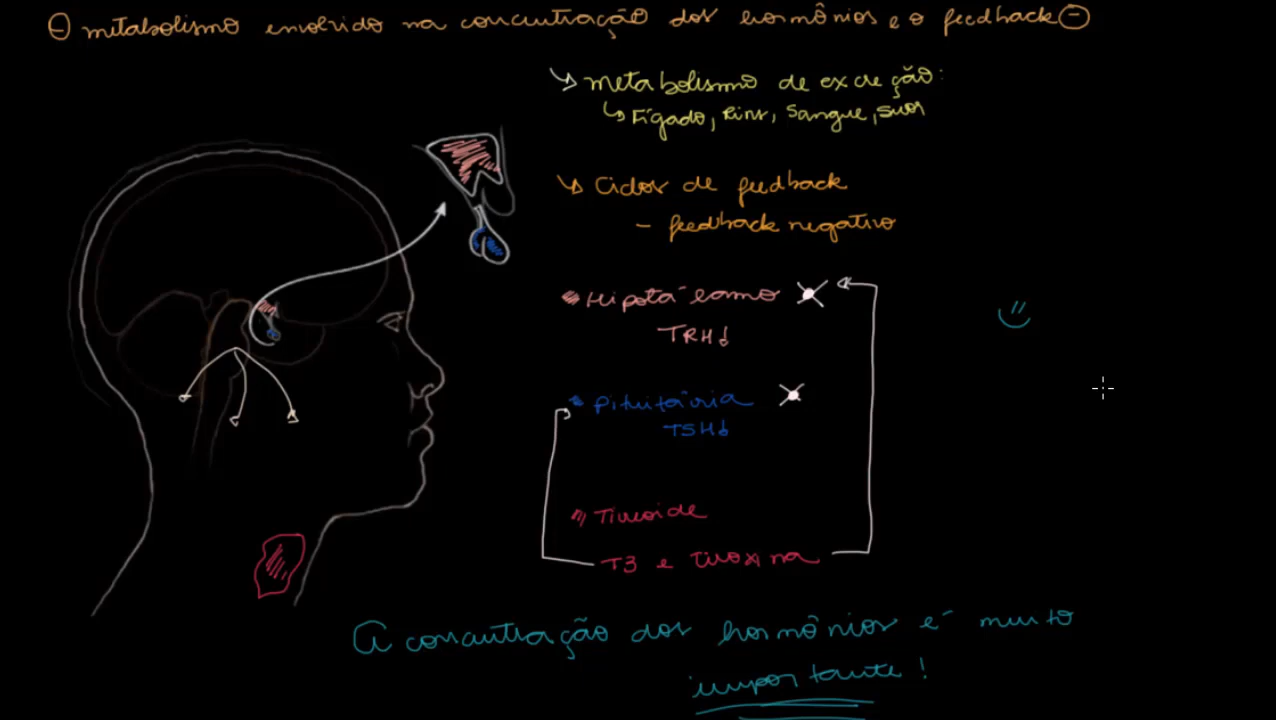 O metabolismo envolvido na concentração dos hormônios e o feedback ⊖
↳ metabolismo de excreção:
↳ Fígado, Rins, Sangue, Suor
↳ Ciclos de feedback
- feedback negativo
Hipotálamo
TRH↓
Pituitária
TSH↓
Tireoide
T3 e Tiroxina
A concentração dos hormônios é muito
importante!